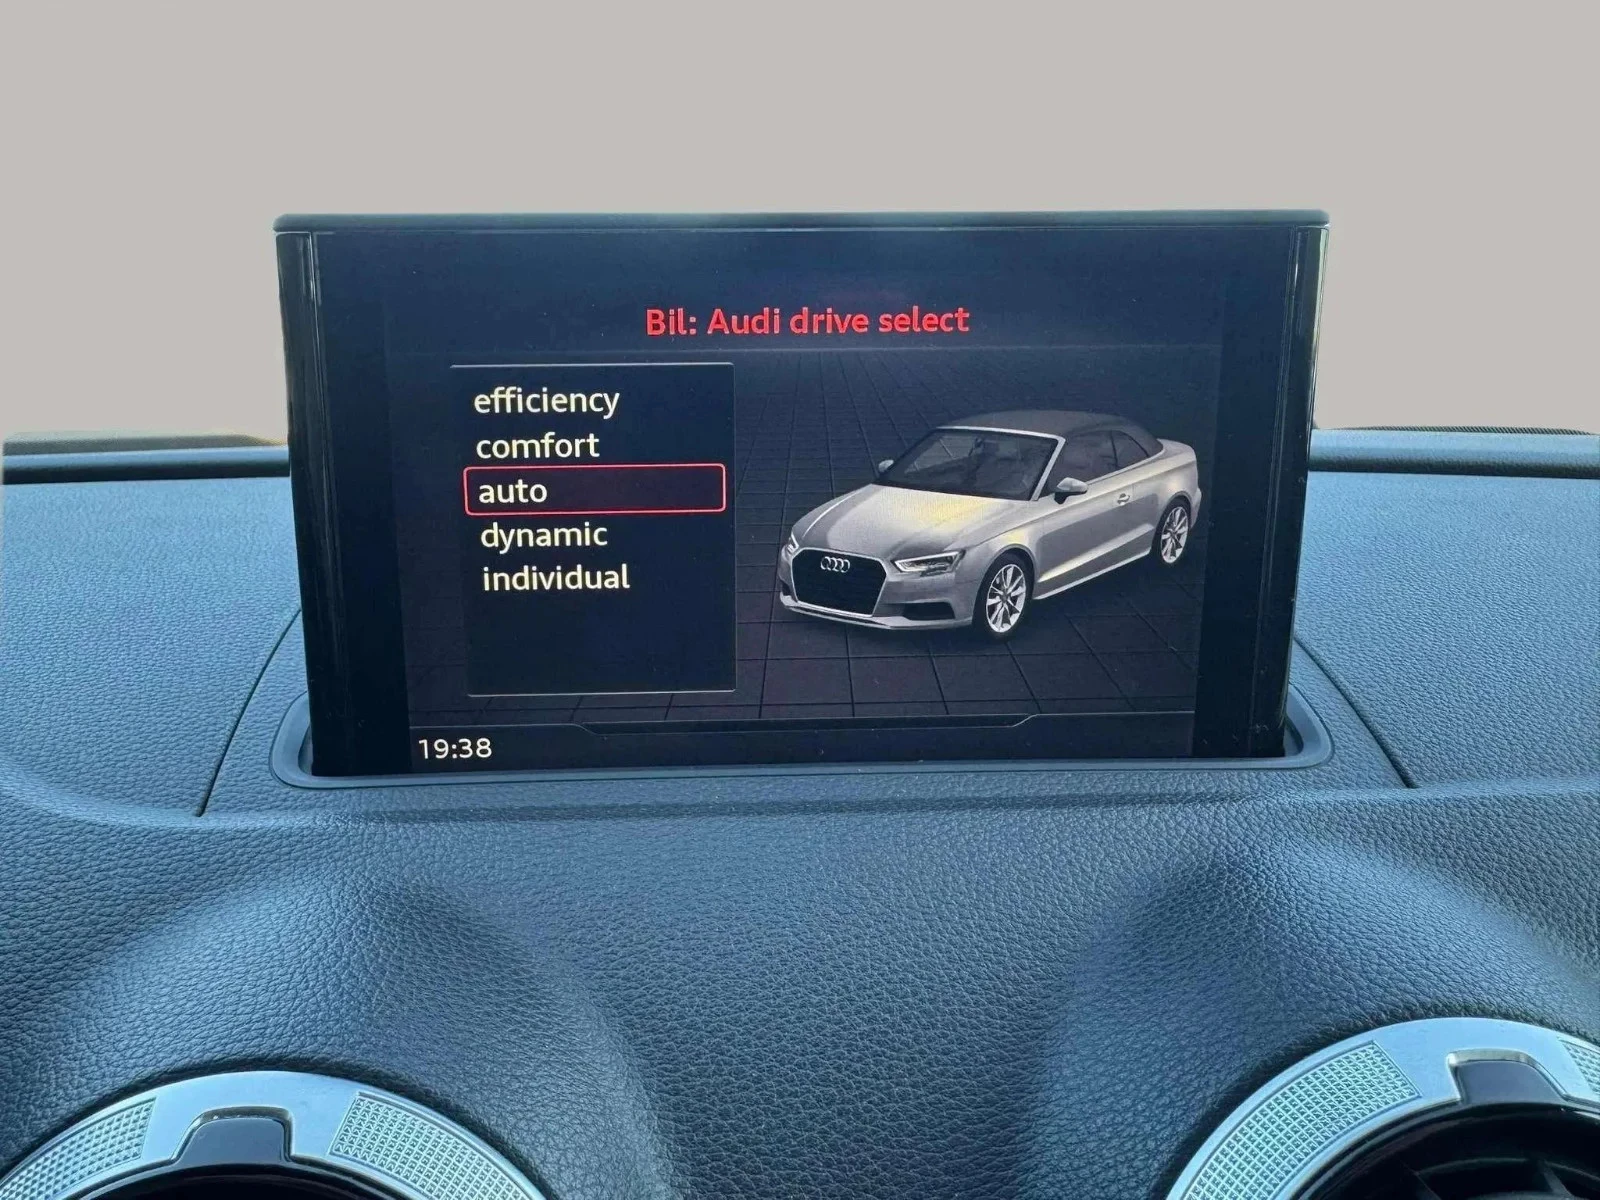 Bil: Audi drive select
efficiency
comfort
auto
dynamic
individual
19:38